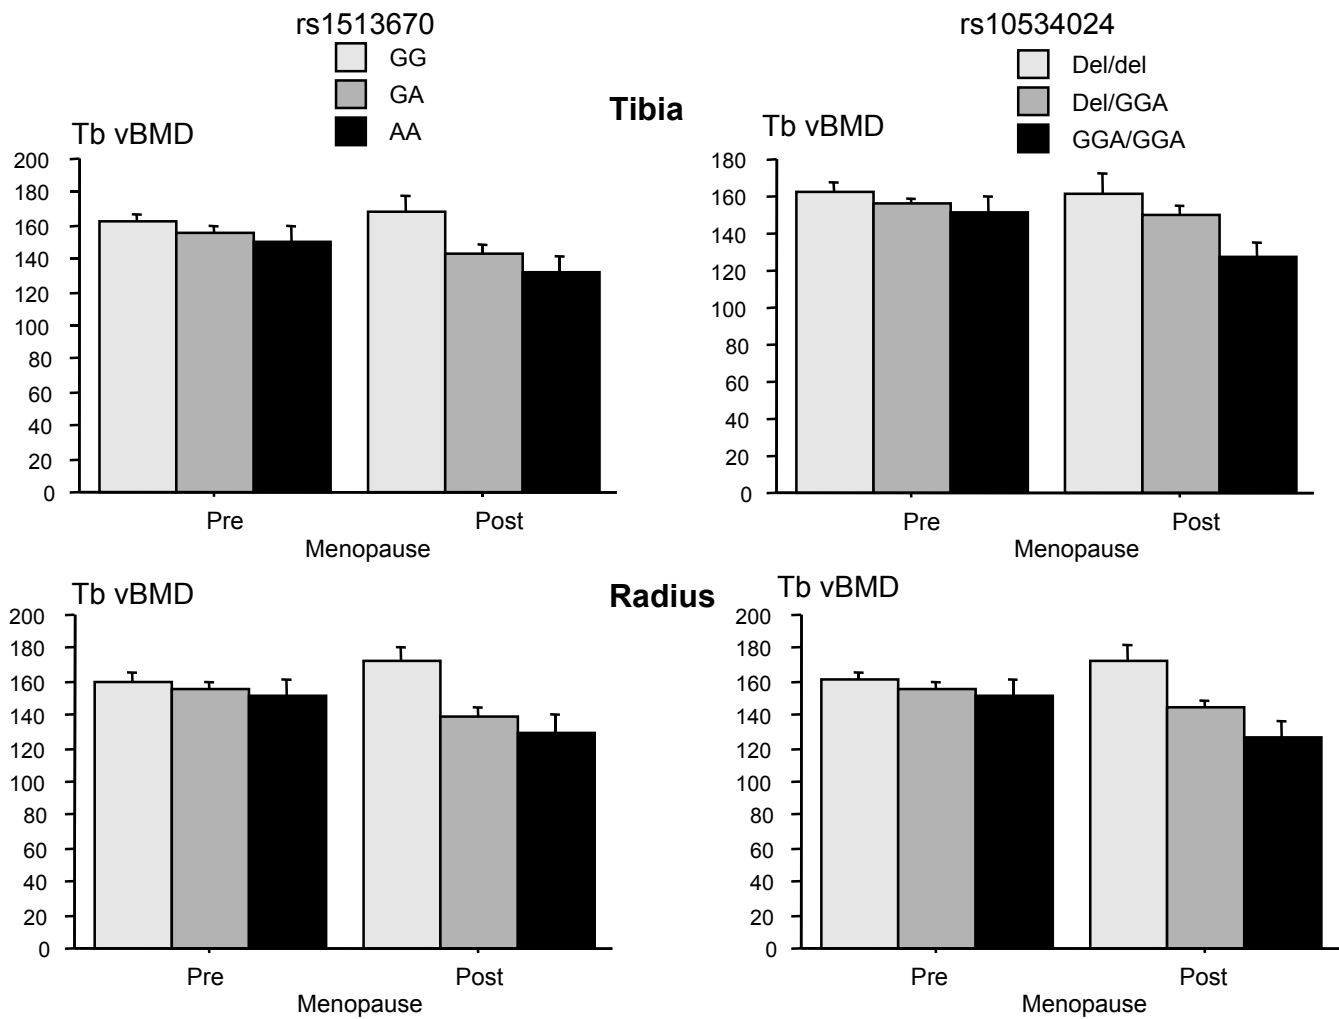 rs1513670
GG
GA
AA
rs10534024
Del/del
Del/GGA
GGA/GGA
Tibia
Tb vBMD
200
180
160
140
120
100
80
60
40
20
0
Pre
Post
Menopause
Tb vBMD
180
160
140
120
100
80
60
40
20
0
Pre
Post
Menopause
Radius
Tb vBMD
200
180
160
140
120
100
80
60
40
20
0
Pre
Post
Menopause
Tb vBMD
200
180
160
140
120
100
80
60
40
20
0
Pre
Post
Menopause